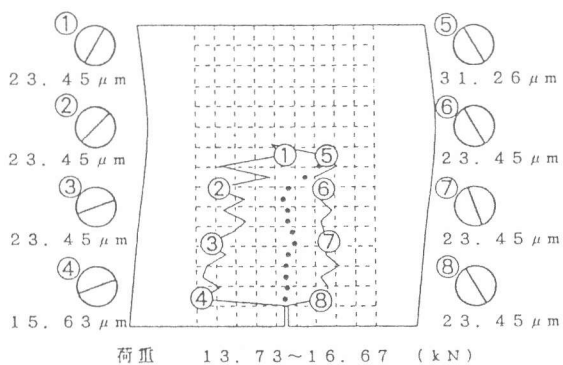 ①
23.45μm
②
23.45μm
③
23.45μm
④
15.63μm
⑤
31.26μm
⑥
23.45μm
⑦
23.45μm
⑧
23.45μm
① ⑤
② ⑥
③ ⑦
④ ⑧
荷重 13.73~16.67 (kN)